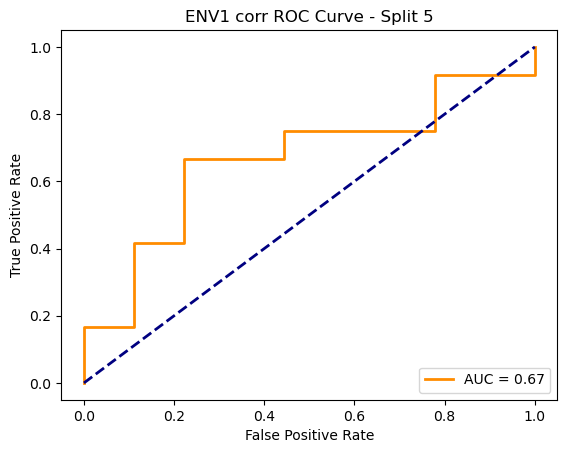 ENV1 corr ROC Curve - Split 5
True Positive Rate
1.0
0.8
0.6
0.4
0.2
0.0
AUC = 0.67
0.0 0.2 0.4 0.6 0.8 1.0
False Positive Rate